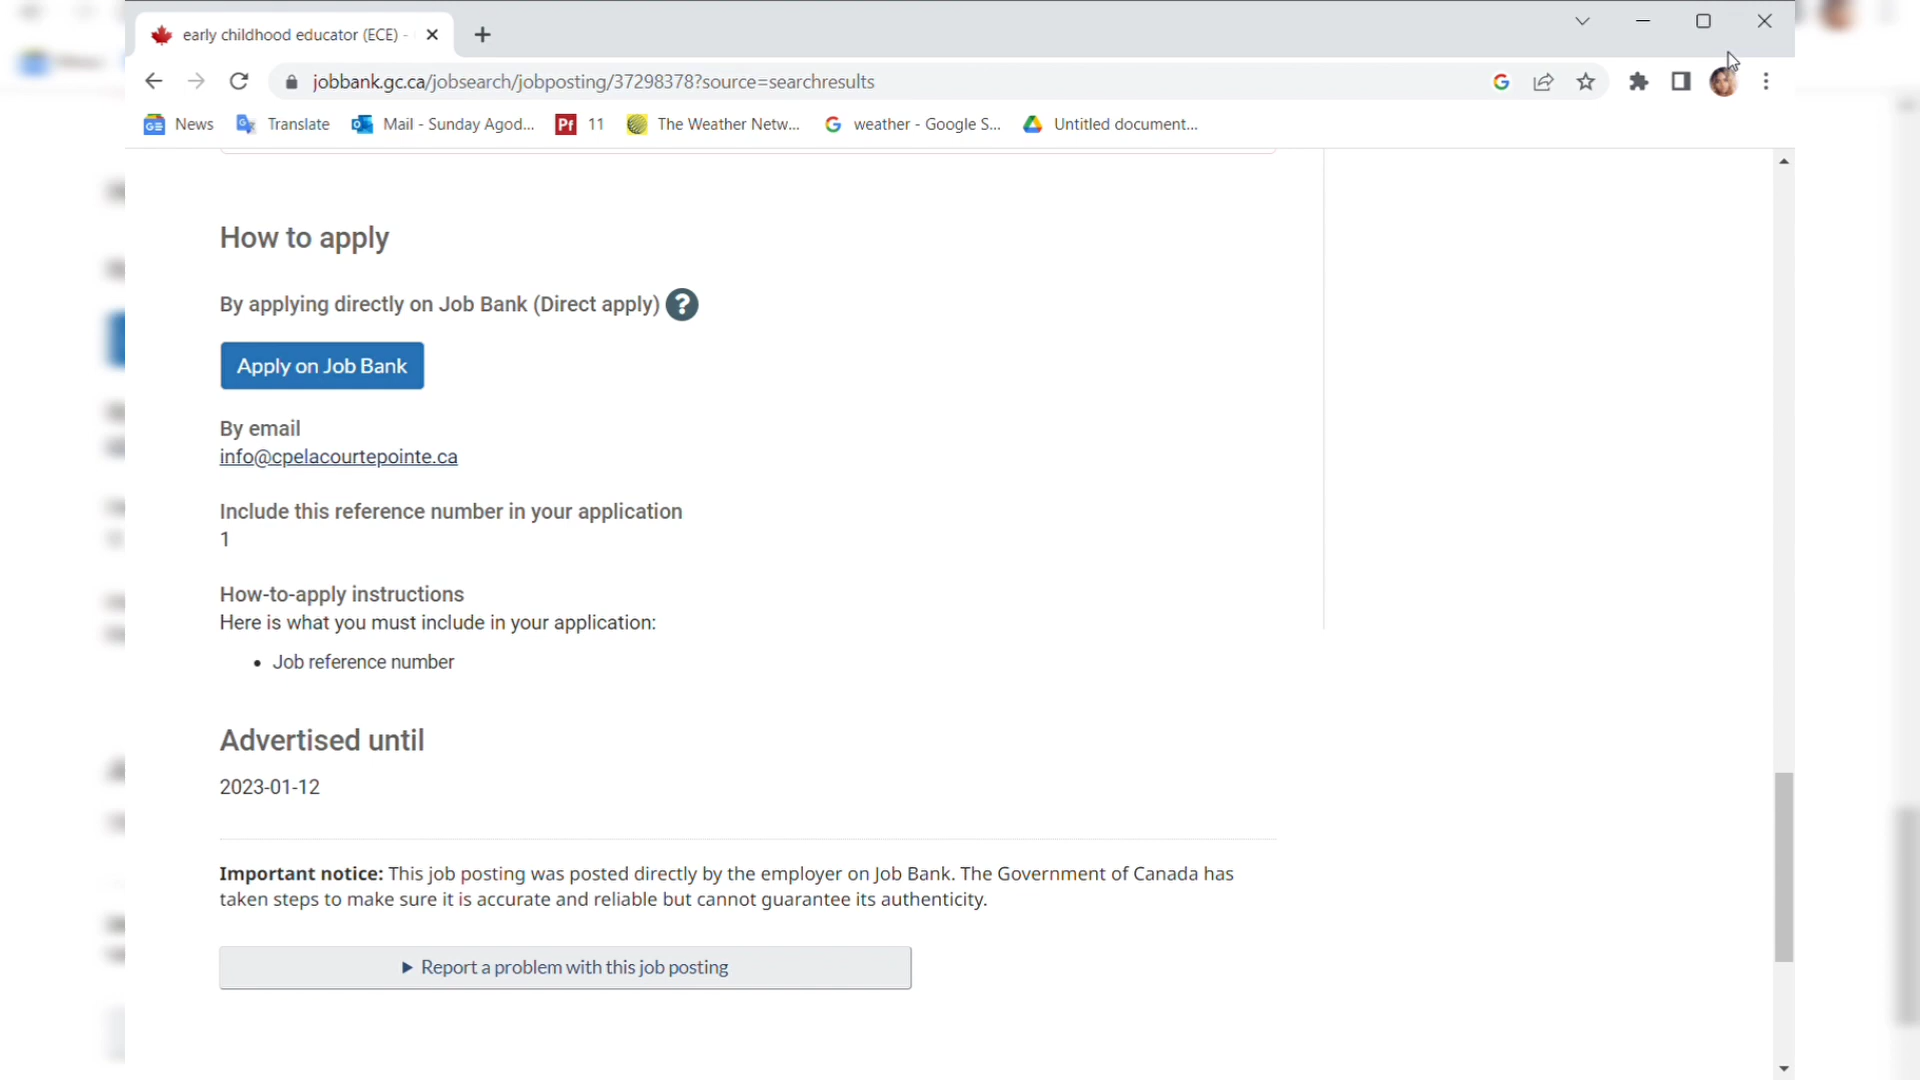 early childhood educator (ECE) -
jobbank.gc.ca/jobsearch/jobposting/37298378?source=searchresults
News Translate Mail - Sunday Agod... Pf 11 The Weather Netw... weather - Google S... Untitled document...
How to apply
By applying directly on Job Bank (Direct apply) ?
Apply on Job Bank
By email
info@cpelacourtepointe.ca
Include this reference number in your application
1
How-to-apply instructions
Here is what you must include in your application:
• Job reference number
Advertised until
2023-01-12
Important notice: This job posting was posted directly by the employer on Job Bank. The Government of Canada has
taken steps to make sure it is accurate and reliable but cannot guarantee its authenticity.
Report a problem with this job posting